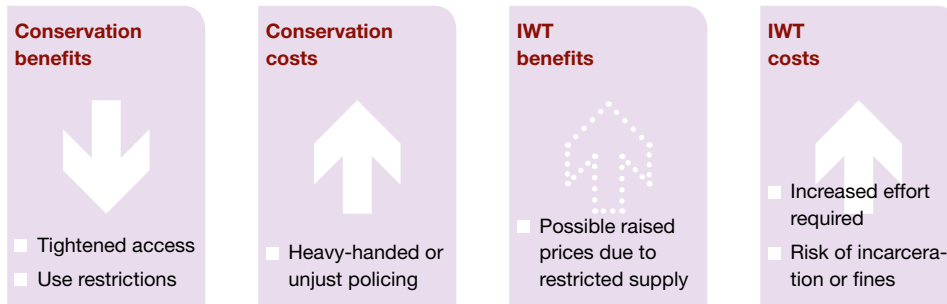 Conservation
benefits
Tightened access
Use restrictions
Conservation
costs
Heavy-handed or
unjust policing
IWT
benefits
Possible raised
prices due to
restricted supply
IWT
costs
Increased effort
required
Risk of incarcera-
tion or fines